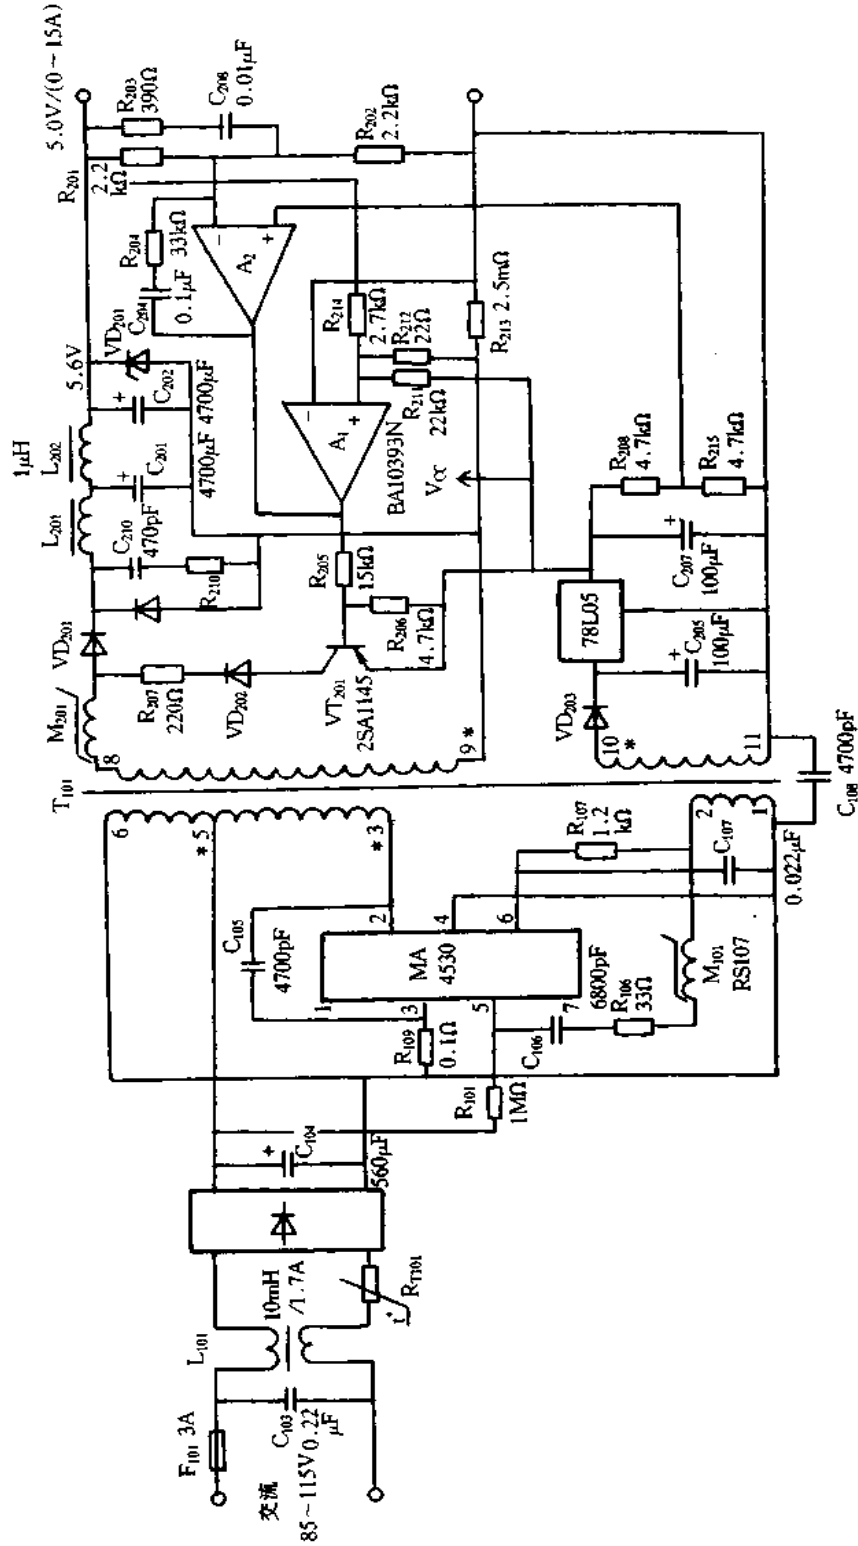 F₁₀₁ 3A
交流
85～115V
C₁₀₃
0.22
μF
L₁₀₁
10mH
/1.7A
R_T101
t°
C₁₀₄
560μF
+
R₁₀₁
1MΩ
R₁₀₉
0.1Ω
C₁₀₅
4700pF
MA
4530
1
2
3
4
5
6
7
C₁₀₆
6800pF
R₁₀₆
33Ω
M₁₀₁
RS107
R₁₀₇
1.2
kΩ
C₁₀₇
0.022μF
C₁₀₈ 4700pF
T₁₀₁
6
*5
*3
2
1
8
9*
10
*
11
M₂₀₁
VD₂₀₁
R₂₀₇
220Ω
VD₂₀₂
VT₂₀₁
2SA1145
C₂₁₀
470pF
R₂₁₀
L₂₀₁
1μH
L₂₀₂
+
C₂₀₁
4700μF
+
C₂₀₂
4700μF
5.6V
VD₂₀₁
C₂₀₄
0.1μF
R₂₀₄
33kΩ
R₂₀₁
2.2
kΩ
5.0V/(0～15A)
R₂₀₃
390Ω
C₂₀₈
0.01μF
R₂₀₂
2.2kΩ
A₂
−
+
A₁
−
+
BA10393N
R₂₀₅
15kΩ
R₂₀₆
4.7kΩ
R₂₁₄
2.7kΩ
R₂₁₂
22Ω
R₂₁₁
22kΩ
R₂₁₃ 2.5mΩ
Vcc
VD₂₀₃
78L05
+
C₂₀₅
100μF
+
C₂₀₇
100μF
R₂₀₈
4.7kΩ
R₂₁₅
4.7kΩ